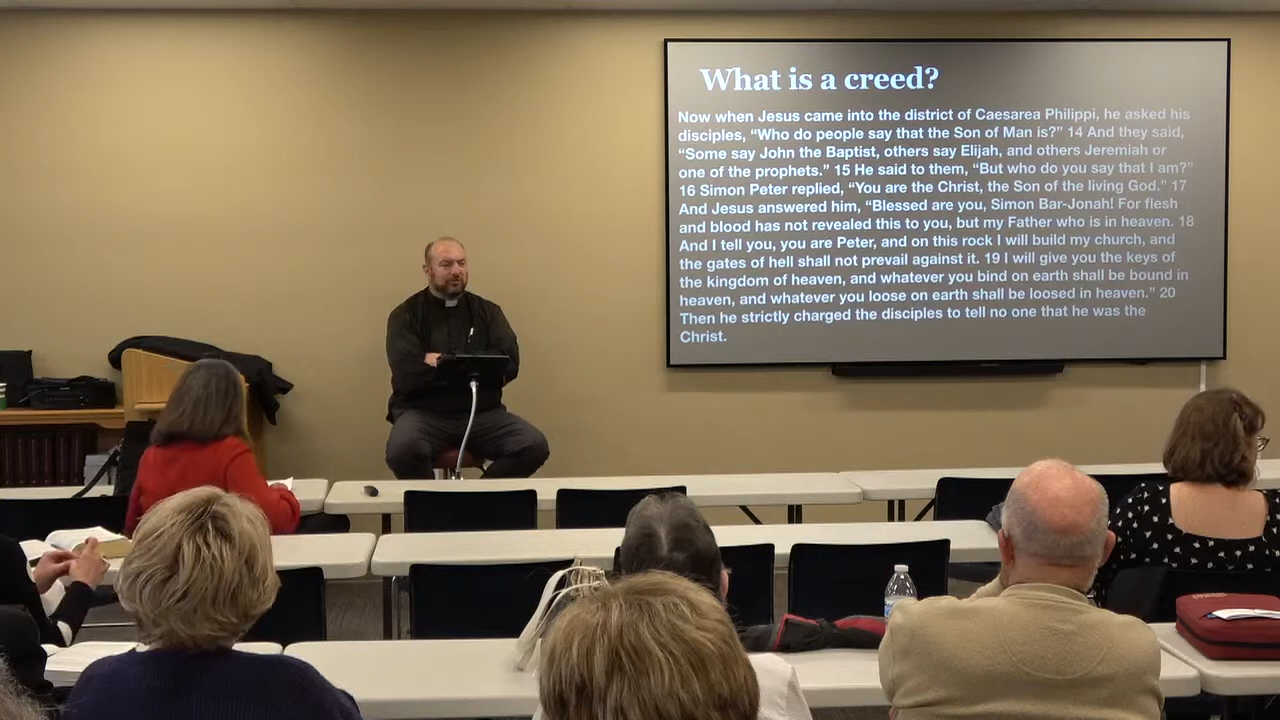 What is a creed?
Now when Jesus came into the district of Caesarea Philippi, he asked his
disciples, “Who do people say that the Son of Man is?” 14 And they said,
“Some say John the Baptist, others say Elijah, and others Jeremiah or
one of the prophets.” 15 He said to them, “But who do you say that I am?”
16 Simon Peter replied, “You are the Christ, the Son of the living God.” 17
And Jesus answered him, “Blessed are you, Simon Bar-Jonah! For flesh
and blood has not revealed this to you, but my Father who is in heaven. 18
And I tell you, you are Peter, and on this rock I will build my church, and
the gates of hell shall not prevail against it. 19 I will give you the keys of
the kingdom of heaven, and whatever you bind on earth shall be bound in
heaven, and whatever you loose on earth shall be loosed in heaven.” 20
Then he strictly charged the disciples to tell no one that he was the
Christ.